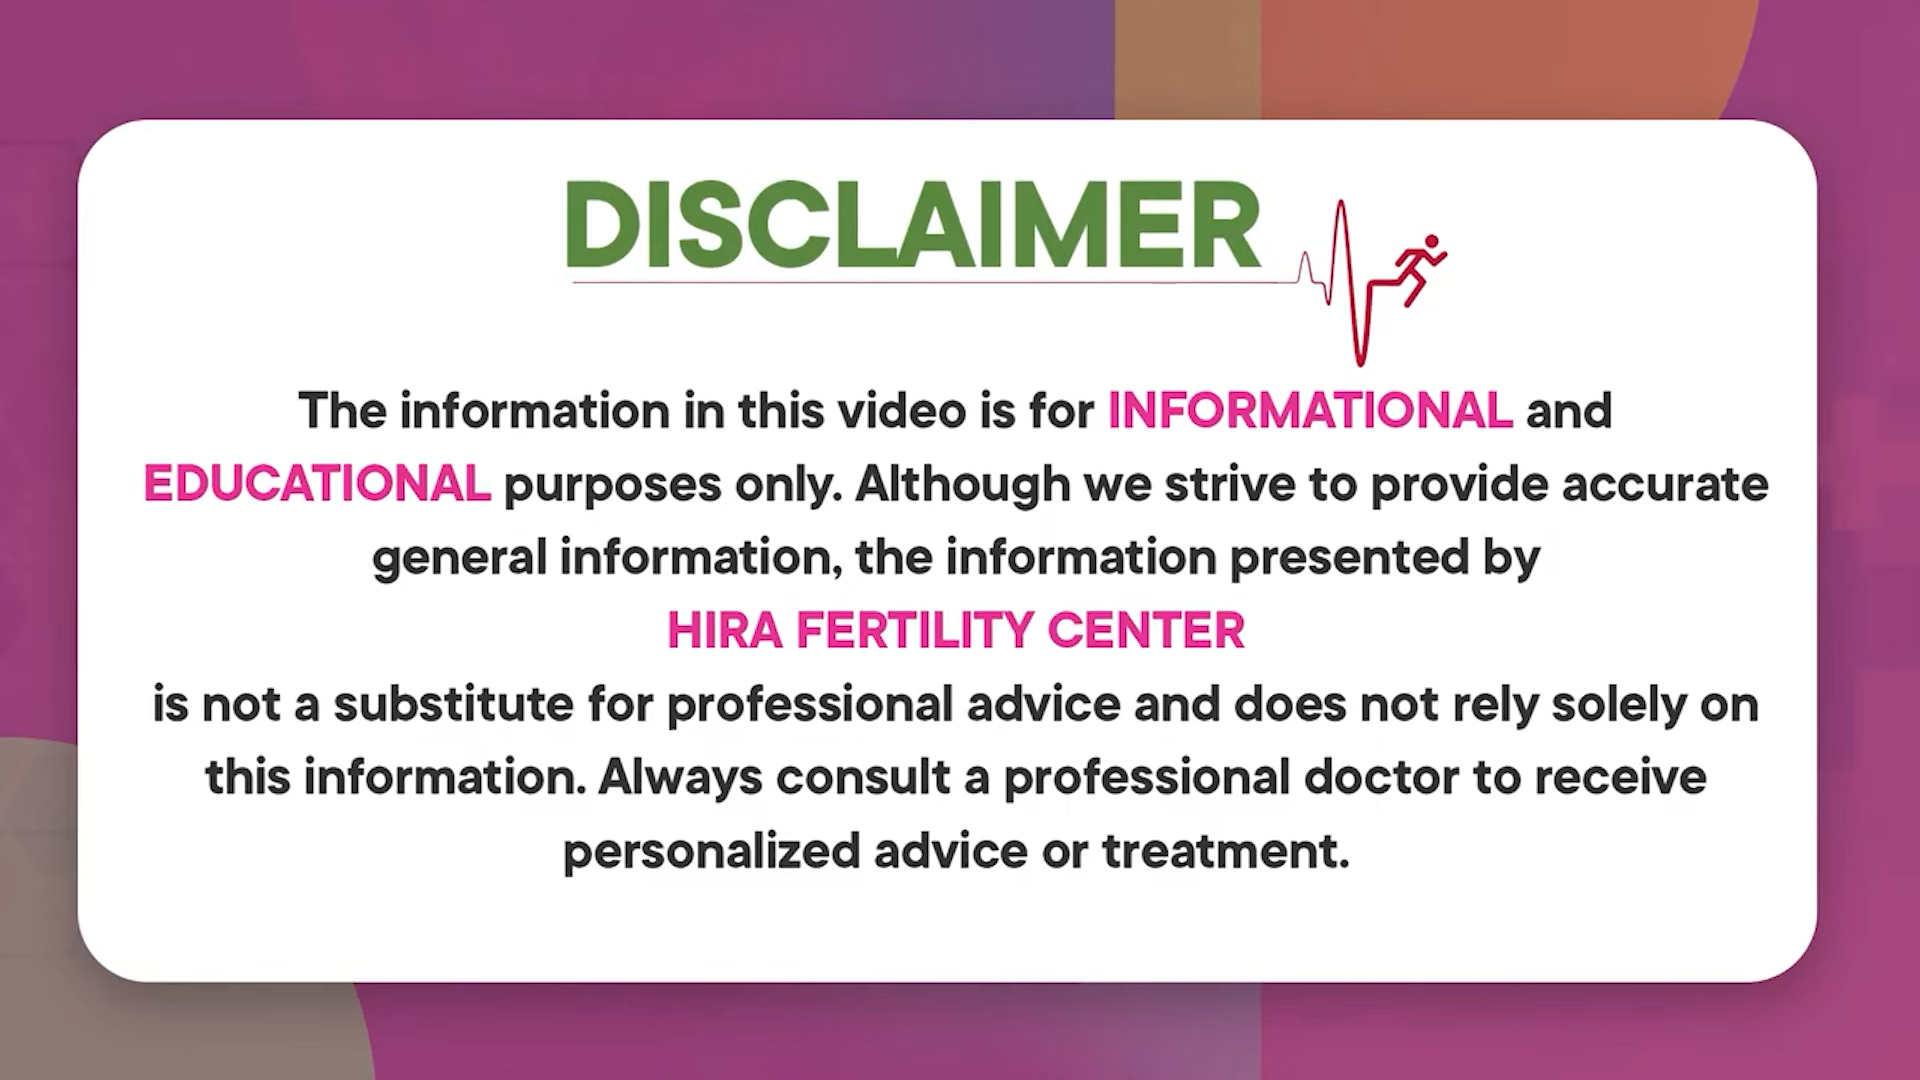 DISCLAIMER
The information in this video is for INFORMATIONAL and
EDUCATIONAL purposes only. Although we strive to provide accurate
general information, the information presented by
HIRA FERTILITY CENTER
is not a substitute for professional advice and does not rely solely on
this information. Always consult a professional doctor to receive
personalized advice or treatment.